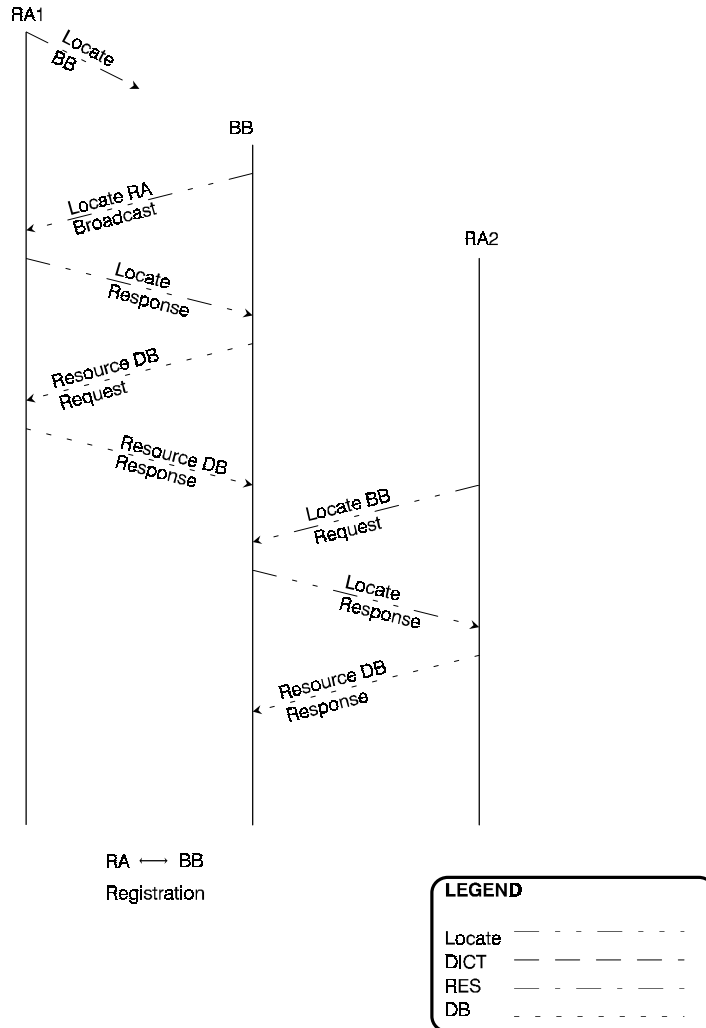 RA1
Locate
BB
BB
Locate RA
Broadcast
RA2
Locate
Response
Resource DB
Request
Resource DB
Response
Locate BB
Request
Locate
Response
Resource DB
Response
RA ⟷ BB
Registration
LEGEND
Locate
DICT
RES
DB